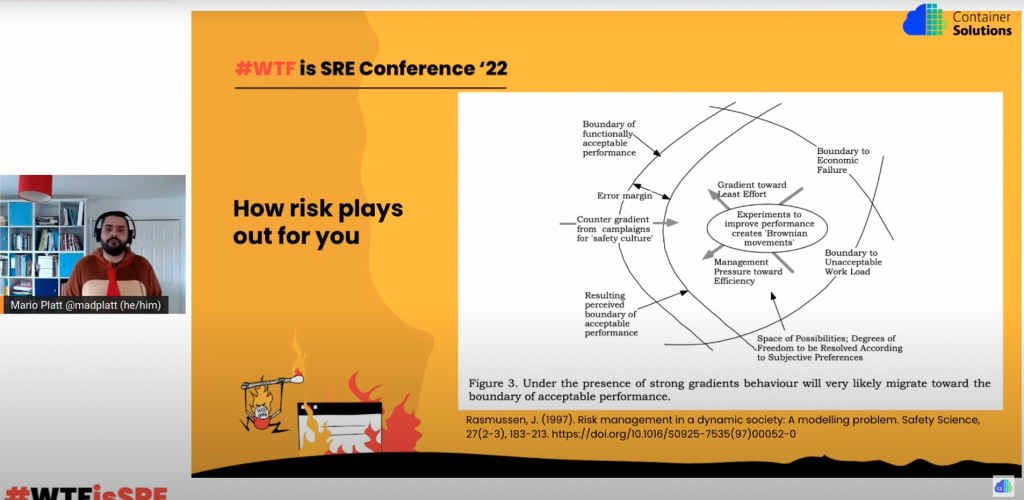 Container
Solutions
#WTF is SRE Conference ‘22
How risk plays
out for you
Boundary of
functionally
acceptable
performance
Boundary to
Economic
Failure
Error margin
Gradient toward
Least Effort
Counter gradient
from campaigns
for 'safety culture'
Experiments to
improve performance
creates 'Brownian
movements'
Management
Pressure toward
Efficiency
Boundary to
Unacceptable
Work Load
Resulting
perceived
boundary of
acceptable
performance
Space of Possibilities; Degrees of
Freedom to be Resolved According
to Subjective Preferences
Figure 3. Under the presence of strong gradients behaviour will very likely migrate toward the
boundary of acceptable performance.
Rasmussen, J. (1997). Risk management in a dynamic society: A modelling problem. Safety Science,
27(2-3), 183-213. https://doi.org/10.1016/S0925-7535(97)00052-0
Mario Platt @madplatt (he/him)
#WTFisSRE
CS